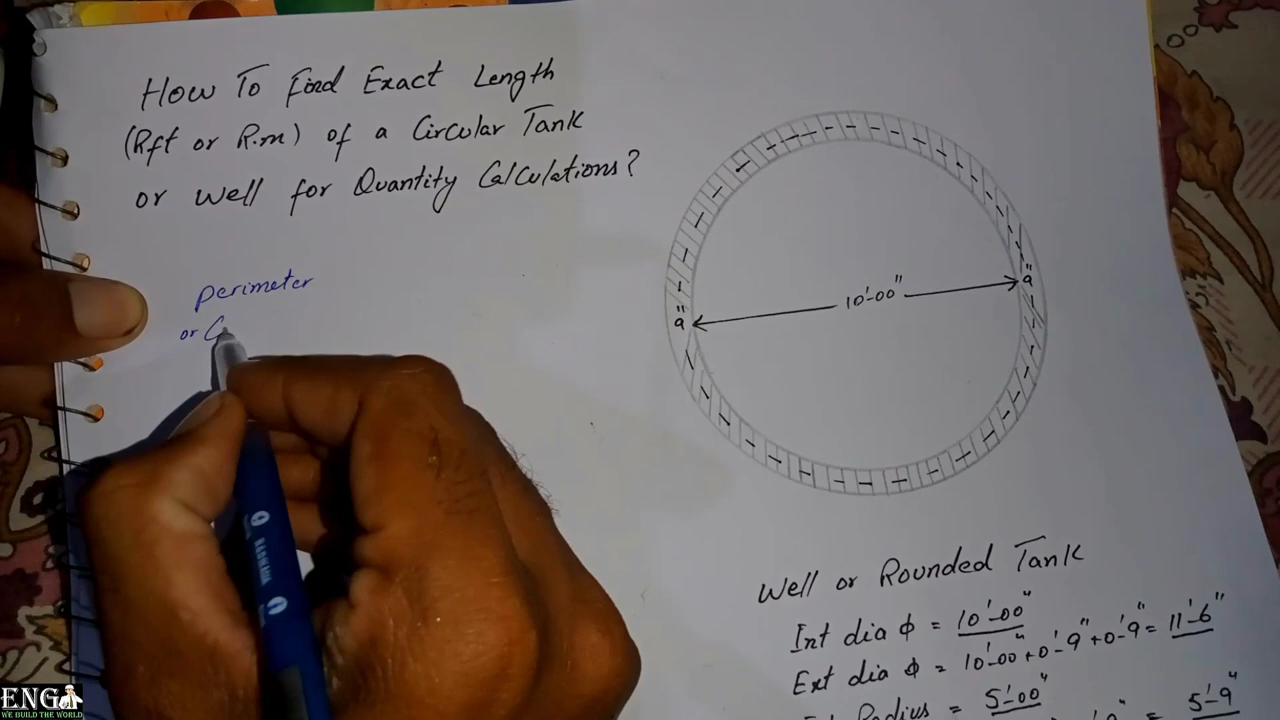 How To Find Exact Length
(Rft or R.m) of a Circular Tank
or Well for Quantity Calculations?
perimeter
or C
9"
10'-00"
9"
Well or Rounded Tank
Int dia ɸ = 10'-00"
Ext dia ɸ = 10'-00"+0'-9"+0'-9" = 11'-6"
Radius = 5'-00"
= 5'-9"
ENG
WE BUILD THE WORLD